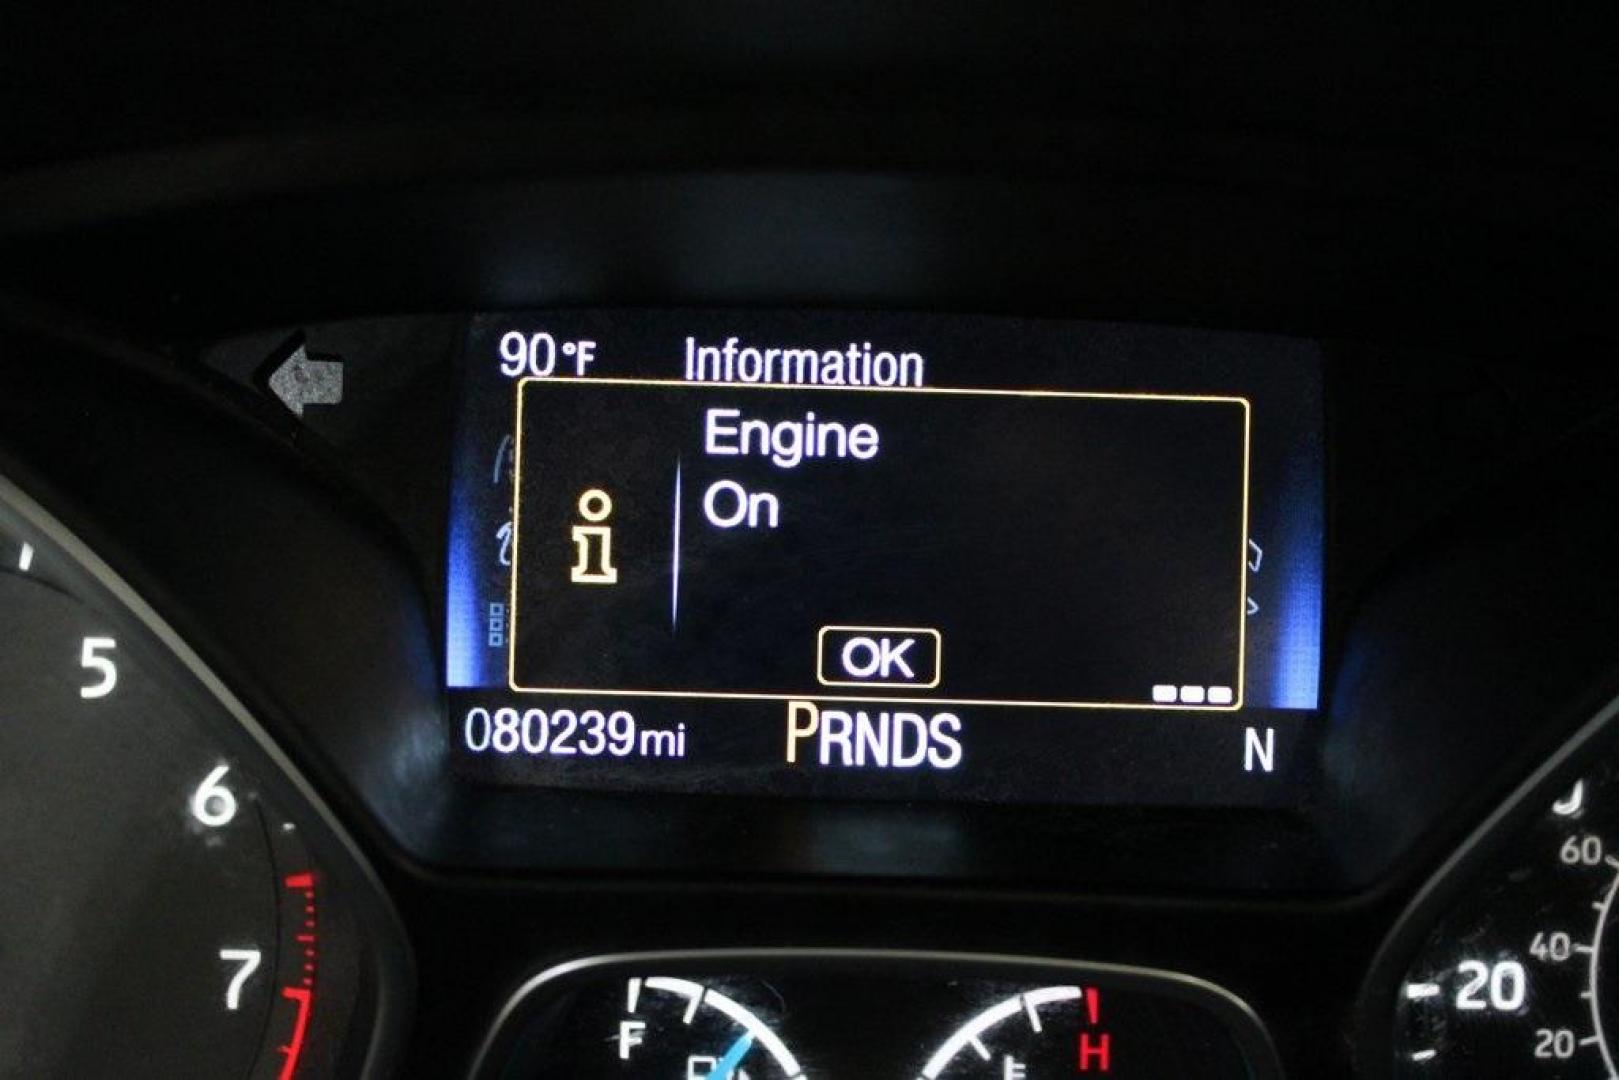 90°F Information
Engine
On
OK
080239mi PRNDS N
5
6
7
F
H
60
40
20
20